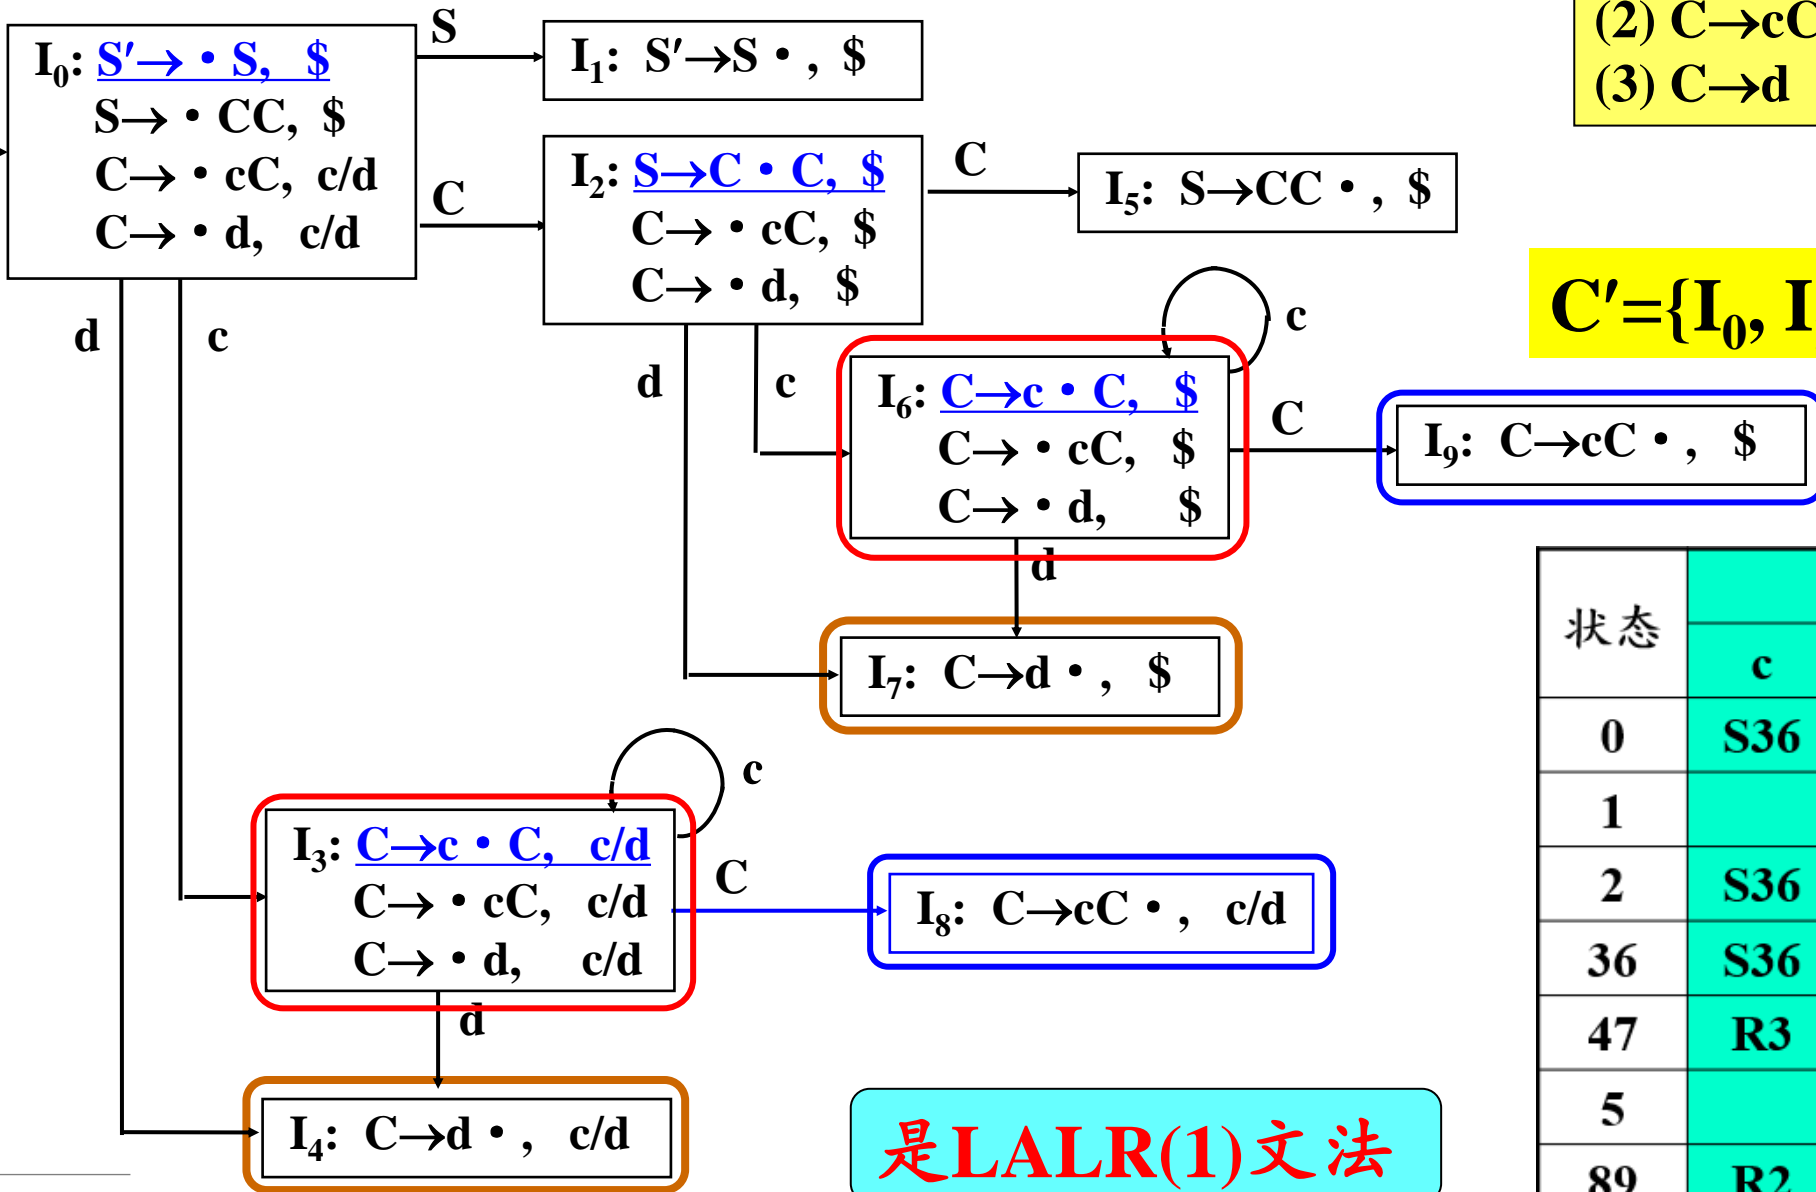 I₀: S′→・S, $
S→・CC, $
C→・cC, c/d
C→・d, c/d
S
I₁: S′→S・, $
C
I₂: S→C・C, $
C→・cC, $
C→・d, $
C
I₅: S→CC・, $
(2) C→cC
(3) C→d
C′={I₀, I
d
c
d
c
c
I₆: C→c・C, $
C→・cC, $
C→・d, $
C
I₉: C→cC・, $
d
I₇: C→d・, $
c
I₃: C→c・C, c/d
C→・cC, c/d
C→・d, c/d
C
I₈: C→cC・, c/d
d
I₄: C→d・, c/d
是LALR(1)文法
状态
c
0 S36
1
2 S36
36 S36
47 R3
5
89 R2